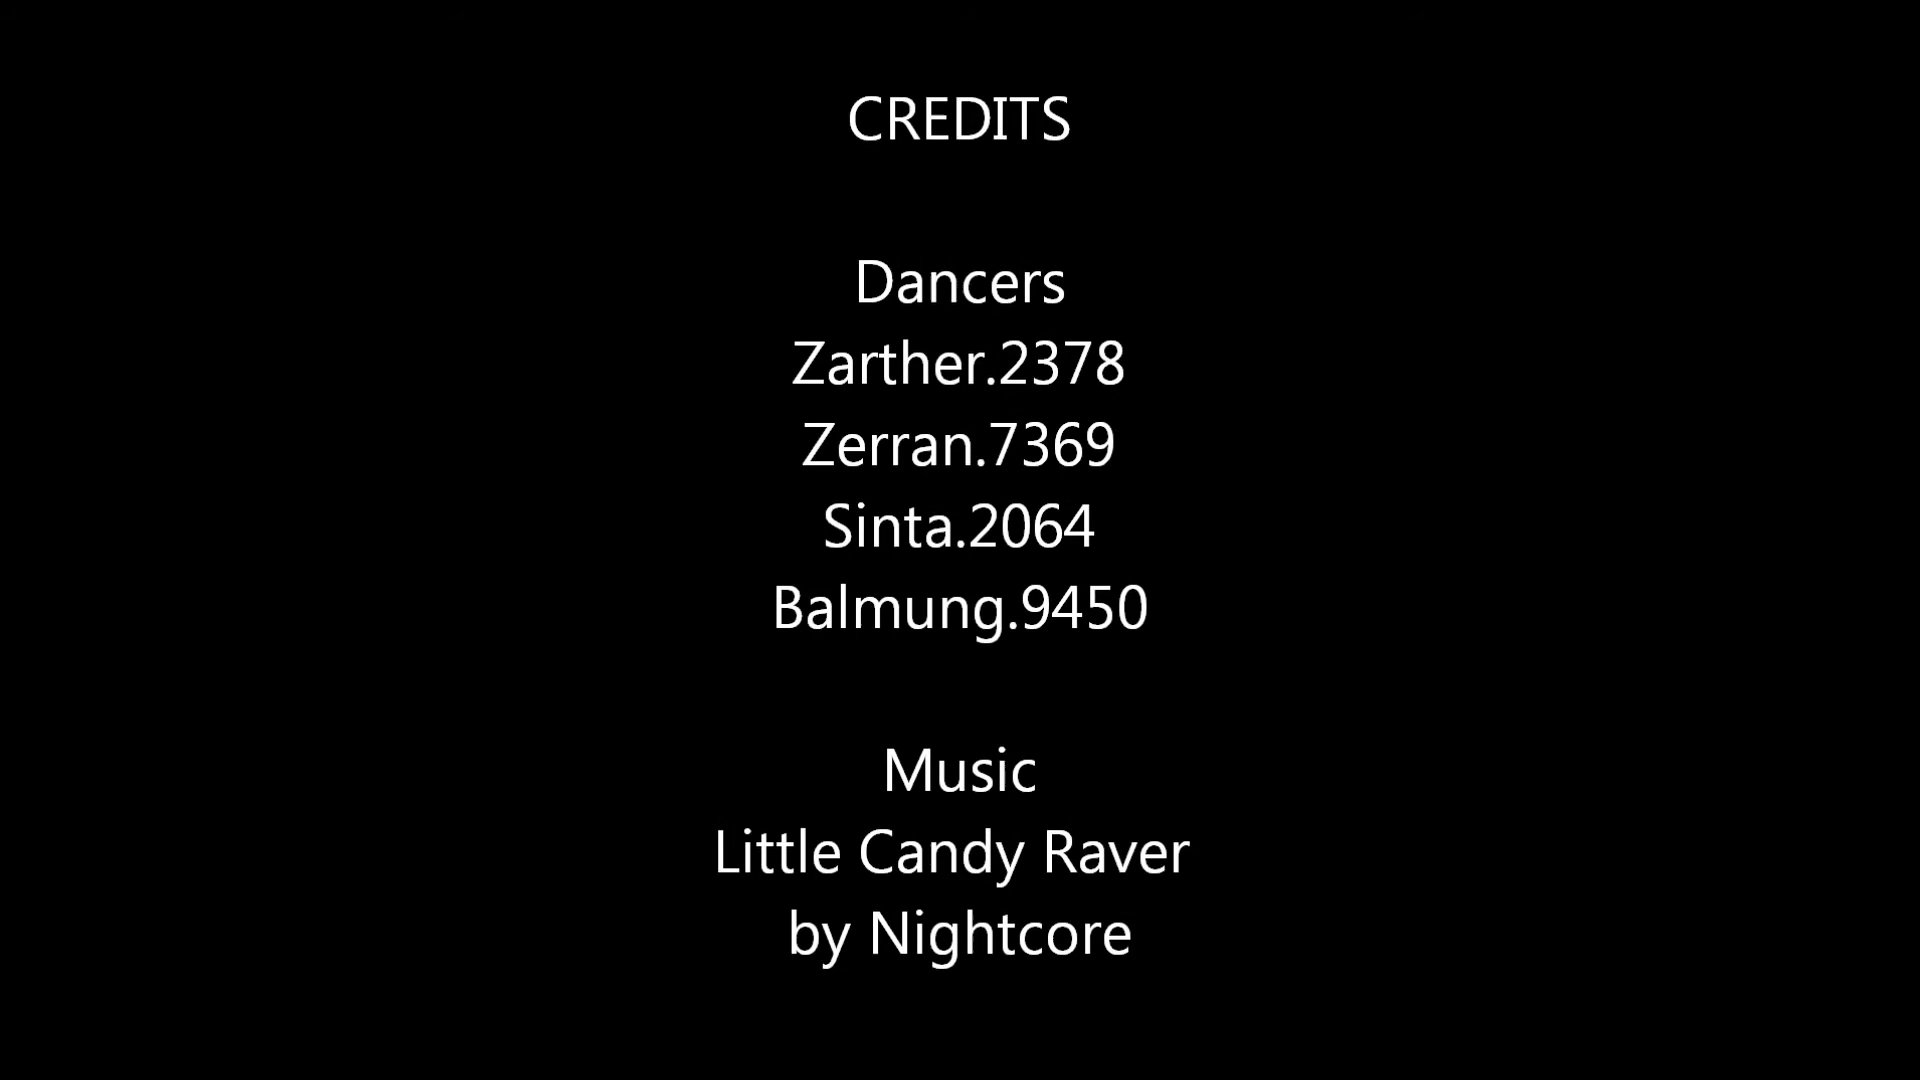 CREDITS
Dancers
Zarther.2378
Zerran.7369
Sinta.2064
Balmung.9450
Music
Little Candy Raver
by Nightcore